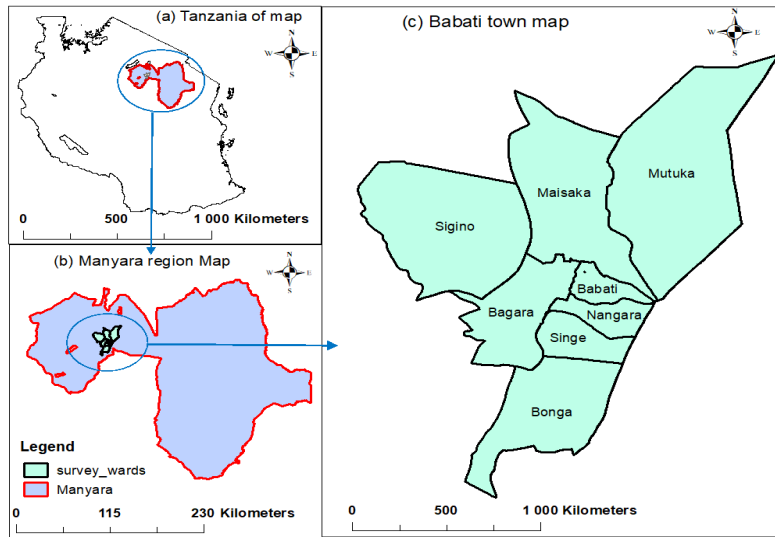 (a) Tanzania of map
N
W E
S
0 500 1 000 Kilometers
(b) Manyara region Map
N
W E
S
Legend
survey_wards
Manyara
0 115 230 Kilometers
(c) Babati town map
N
W E
S
Mutuka
Maisaka
Sigino
Babati
Bagara
Nangara
Singe
Bonga
0 500 1 000 Kilometers